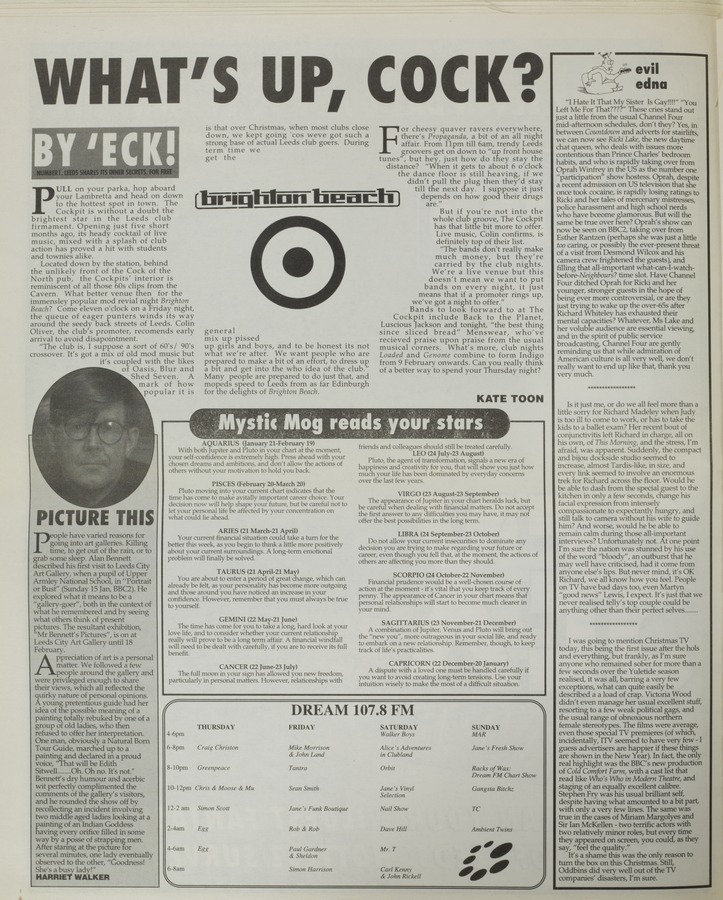 WHAT'S UP, COCK?
BY 'ECK!
NUMBER1, LEEDS SHARES ITS INNER SECRETS, FOR FREE
PULL on your parka, hop aboard
your Lambretta and head on down
to the hottest spot in town. The
Cockpit is without a doubt the
brightest star in the Leeds club
firmament. Opening just five short
months ago, its heady cocktail of live
music, mixed with a splash of club
action has proved a hit with students
and townies alike.
Located down by the station, behind
the unlikely front of the Cock of the
North pub, the Cockpits' interior is
reminiscent of all those 60s clips from the
Cavern. What better venue then for the
immensley popular mod revial night Brighton
Beach? Come eleven o'clock on a Friday night,
the queue of eager punters winds its way
around the seedy back streets of Leeds. Colin
Oliver, the club's promoter, recomends early
arrival to avoid disapointment.
"The club is, I suppose a sort of 60's/ 90's
crossover. It's got a mix of old mod music but
it's coupled with the likes
of Oasis, Blur and
Shed Seven. A
mark of how
popular it is
is that over Christmas, when most clubs close
down, we kept going 'cos weve got such a
strong base of actual Leeds club goers. During
term time we
get the
brighton beach
general
mix up pissed
up girls and boys, and to be honest its not
what we're after. We want people who are
prepared to make a bit of an effort, to dress up
a bit and get into the who idea of the club."
Many people are prepared to do just that, and
mopeds speed to Leeds from as far Edinburgh
for the delights of Brighton Beach.
For cheesy quaver ravers everywhere,
there's Propaganda, a bit of an all night
affair. From 11pm till 6am, trendy Leeds
groovers get on down to "up front house
tunes", but hey, just how do they stay the
distance? "When it gets to about 6 o'clock
the dance floor is still heaving, if we
didn't pull the plug then they'd stay
till the next day. I suppose it just
depends on how good their drugs
are."
But if you're not into the
whole club groove, The Cockpit
has that little bit more to offer.
Live music, Colin confirms, is
definitely top of their list.
"The bands don't really make
much money, but they're
carried by the club nights.
We're a live venue but this
doesn't mean we want to put
bands on every night, it just
means that if a promoter rings up,
we've got a night to offer."
Bands to look forward to at The
Cockpit include Back to the Planet,
Luscious Jackson and tonight, "the best thing
since sliced bread" Menswear, who've
recieved praise upon praise from the usual
musical corners. What's more, club nights
Loaded and Genome combine to form Indigo
from 9 February onwards. Can you really think
of a better way to spend your Thursday night?
KATE TOON
PICTURE THIS
People have varied reasons for
going into art galleries. Killing
time, to get out of the rain, or to
grab some sleep. Alan Bennett
described his first visit to Leeds City
Art Gallery, when a pupil of Upper
Armley National School, in "Portrait
or Bust" (Sunday 15 Jan, BBC2). He
explored what it means to be a
"gallery-goer", both in the context of
what he remembered and by seeing
what others think of present
pictures. The resultant exhibition,
"Mr Bennett's Pictures", is on at
Leeds City Art Gallery until 18
February.
Appreciation of art is a personal
matter. We followed a few
people around the gallery and
were privileged enough to share
their views, which all reflected the
quirky nature of personal opinions.
A young pretentious guide had her
idea of the possible meaning of a
painting totally rebuked by one of a
group of old ladies, who then
refused to offer her interpretation.
One man, obviously a Natural Born
Tour Guide, marched up to a
painting and declared in a proud
voice, "That will be Edith
Sitwell......Oh. Oh no. It's not."
Bennett's dry humour and acerbic
wit perfectly complimented the
comments of the gallery's visitors,
and he rounded the show off by
recollecting an incident involving
two middle aged ladies looking at a
painting of an Indian Goddess
having every orifice filled in some
way by a posse of strapping men.
After staring at the picture for
several minutes, one lady eventually
observed to the other, "Goodness!
She's a busy lady!"
HARRIET WALKER
Mystic Mog reads your stars
AQUARIUS (January 21-February 19)
With both Jupiter and Pluto in your chart at the moment,
your self-confidence is extremely high. Press ahead with your
chosen dreams and ambitions, and don't allow the actions of
others without your motivation to hold you back.
PISCES (February 20-March 20)
Pluto moving into your current chart indicates that the
time has come to make avitally important career choice. Your
decision now will help shape your future, but be careful not to
let your personal life be affected by your concentration on
what could lie ahead.
ARIES (21 March-21 April)
Your current financial situation could take a turn for the
better this week, as you begin to think a little more positively
about your current surroundings. A long-term emotional
problem will finally be solved.
TAURUS (21 April-21 May)
You are about to enter a period of great change, which can
already be felt, as your personality has become more outgoing
and those around you have noticed an increase in your
confidence. However, remember that you must always be true
to yourself.
GEMINI (22 May-21 June)
The time has come for you to take a long, hard look at your
love life, and to consider whether your current relationship
really will prove to be a long term affair. A financial windfall
will need to be dealt with carefully, if you are to receive its full
benefit.
CANCER (22 June-23 July)
The full moon in your sign has allowed you new freedom,
particularly in personal matters. However, relationships with
friends and colleagues should still be treated carefully.
LEO (24 July-23 August)
Pluto, the agent of transformation, signals a new era of
happiness and creativity for you, that will show you just how
much your life has been dominated by everyday concerns
over the last few years.
VIRGO (23 August-23 September)
The appearance of Jupiter in your chart heralds luck, but
be careful when dealing with financial matters. Do not accept
the first answer to any difficulties you may have, it may not
offer the best possibilities in the long term.
LIBRA (24 September-23 October)
Do not allow your current insecurities to dominate any
decision you are trying to make regarding your future or
career, even though you fell that, at the moment, the actions of
others are affecting you more than they should.
SCORPIO (24 October-22 November)
Financial prudence would be a well-chosen course of
action at the moment - it's vital that you keep track of every
penny. The appearance of Cancer in your chart means that
personal relationships will start to become much clearer in
your mind.
SAGITTARIUS (23 November-21 December)
A combination of Jupiter, Venus and Pluto will bring out
the "new you", more outrageous in your social life, and ready
to embark on a new relationship. Remember, though, to keep
track of life's practicalities.
CAPRICORN (22 December-20 January)
A dispute with a loved one must be handled carefully if
you want to avoid creating long-term tensions. Use your
intuition wisely to make the most of a difficult situation.
DREAM 107.8 FM
THURSDAY FRIDAY SATURDAY SUNDAY
4-6pm Walker Boys MAR
6-8pm Craig Christon Mike Morrison & John Land Alice's Adventures in Clubland Jane's Fresh Show
8-10pm Greenpeace Tantra Orbit Racks of Wax: Dream FM Chart Show
10-12pm Chris & Moose & Mu Sean Smith Jane's Vinyl Selection Gangsta Bitchz
12-2 am Simon Scott Jane's Funk Boutique Nail Show TC
2-4am Egg Rob & Rob Dave Hill Ambient Twins
4-6am Egg Paul Gardner & Sheldon Mr. T
6-8am Simon Harrison Carl Kenny & John Rickell
evil
edna
"I Hate It That My Sister Is Gay!!!!" "You
Left Me For That????" These cries stand out
just a little from the usual Channel Four
mid-afternoon schedules, don't they? Yes, in
between Countdown and adverts for stairlifts,
we can now see Ricki Lake, the new daytime
chat queen, who deals with issues more
contentious than Prince Charles' bedroom
habits, and who is rapidly taking over from
Oprah Winfrey in the US as the number one
"participation" show hostess. Oprah, despite
a recent admission on US television that she
once took cocaine, is rapidly losing ratings to
Ricki and her tales of mercenary mistresses,
police harassment and high school nerds
who have become glamorous. But will the
same be true over here? Oprah's show can
now be seen on BBC2, taking over from
Esther Rantzen (perhaps she was just a little
too caring, or possibly the ever-present threat
of a visit from Desmond Wilcox and his
camera crew frightened the guests), and
filling that all-important what-can-I-watch-
before-Neighbours? time slot. Have Channel
Four ditched Oprah for Ricki and her
younger, stronger guests in the hope of
being ever more controversial, or are they
just trying to wake up the over-65s after
Richard Whiteley has exhausted their
mental capacities? Whatever, Ms Lake and
her voluble audience are essential viewing,
and in the spirit of public service
broadcasting, Channel Four are gently
reminding us that while admiration of
American culture is all very well, we don't
really want to end up like that, thank you
very much.
*****************
Is it just me, or do we all feel more than a
little sorry for Richard Madeley when Judy
is too ill to come to work, or has to take the
kids to a ballet exam? Her recent bout of
conjunctivitis left Richard in charge, all on
his own, of This Morning, and the stress, I'm
afraid, was apparent. Suddenly, the compact
and bijou dockside studio seemed to
increase, almost Tardis-like, in size, and
every link seemed to involve an enormous
trek for Richard across the floor. Would he
be able to dash from the special guest to the
kitchen in only a few seconds, change his
facial expression from intensely
compassionate to expectantly hungry, and
still talk to camera without his wife to guide
him? And worse, would he be able to
remain calm during those all-important
interviews? Unfortunately not. At one point
I'm sure the nation was stunned by his use
of the word "bloody", an outburst that he
may well have criticised, had it come from
anyone else's lips. But never mind, it's OK
Richard, we all know how you feel. People
on TV have bad days too, even Martyn
"good news" Lewis, I expect. It's just that we
never realised telly's top couple could be
anything other than their perfect selves......
*****************
I was going to mention Christmas TV
today, this being the first issue after the hols
and everything, but frankly, as I'm sure
anyone who remained sober for more than a
few seconds over the Yuletide season
realised, it was all, barring a very few
exceptions, what can quite easily be
described a a load of crap. Victoria Wood
didn't even manage her usual excellent stuff,
resorting to a few weak political gags, and
the usual range of obnoxious northern
female stereotypes. The films were average,
even those special TV premieres (of which,
incidentally, ITV seemed to have very few - I
guess advertisers are happier if these things
are shown in the New Year). In fact, the only
real highlight was the BBC's new production
of Cold Comfort Farm, with a cast list that
read like Who's Who in Modern Theatre, and
staging of an equally excellent calibre.
Stephen Fry was his usual brilliant self,
despite having what amounted to a bit part,
with only a very few lines. The same was
true in the cases of Miriam Margolyes and
Sir Ian McKellen - two terrific actors with
two relatively minor roles, but every time
they appeared on screen, you could, as they
say, "feel the quality."
It's a shame this was the only reason to
turn the box on this Christmas. Still,
Oddbins did very well out of the TV
companies' disasters, I'm sure.